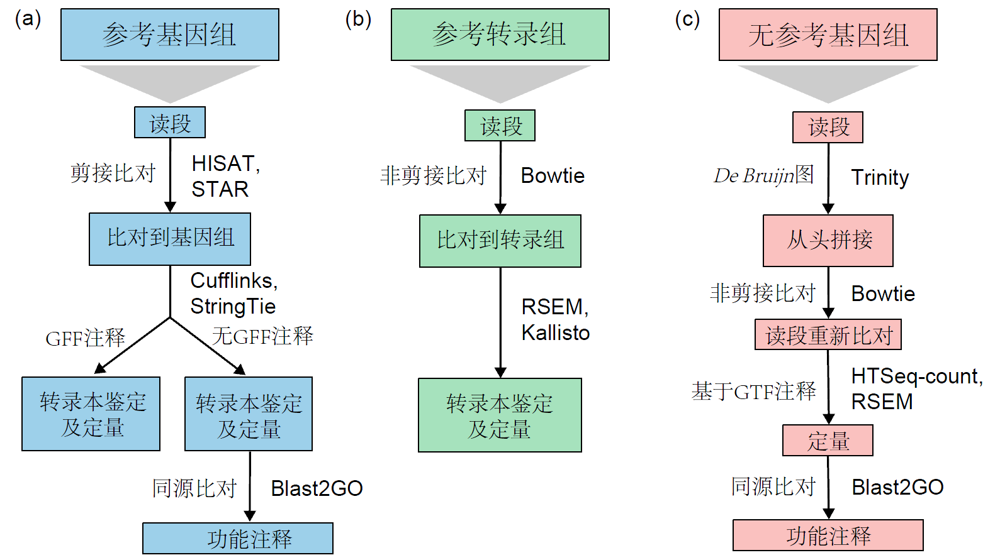 (a)
参考基因组
读段
剪接比对
HISAT,
STAR
比对到基因组
Cufflinks,
StringTie
GFF注释
无GFF注释
转录本鉴定
及定量
转录本鉴定
及定量
同源比对
Blast2GO
功能注释
(b)
参考转录组
读段
非剪接比对
Bowtie
比对到转录组
RSEM,
Kallisto
转录本鉴定
及定量
(c)
无参考基因组
读段
De Bruijn图
Trinity
从头拼接
非剪接比对
Bowtie
读段重新比对
基于GTF注释
HTSeq-count,
RSEM
定量
同源比对
Blast2GO
功能注释